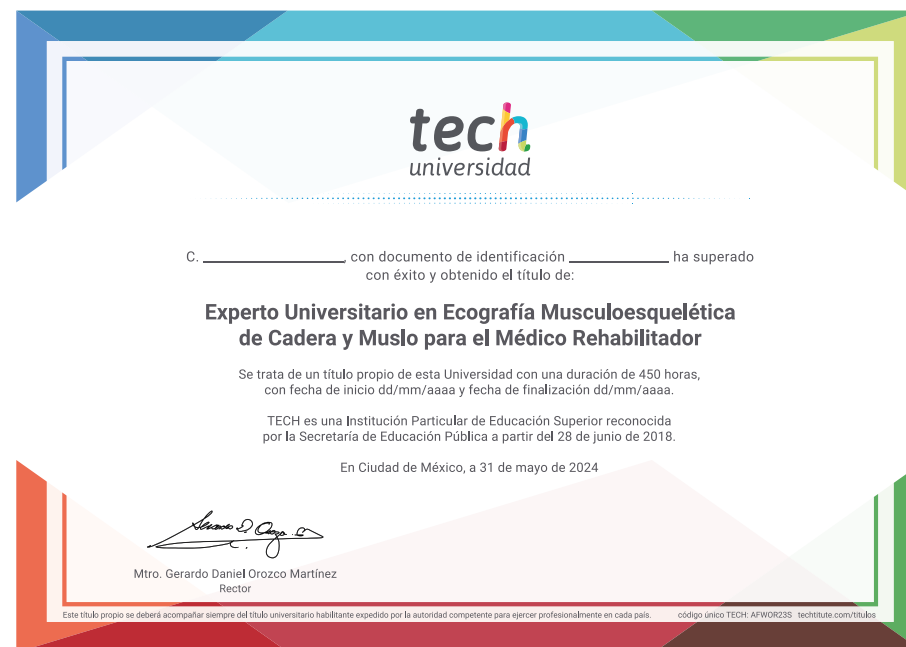 tech
universidad
C. ____________, con documento de identificación ____________ ha superado
con éxito y obtenido el título de:
Experto Universitario en Ecografía Musculoesquelética
de Cadera y Muslo para el Médico Rehabilitador
Se trata de un título propio de esta Universidad con una duración de 450 horas,
con fecha de inicio dd/mm/aaaa y fecha de finalización dd/mm/aaaa.
TECH es una Institución Particular de Educación Superior reconocida
por la Secretaría de Educación Pública a partir del 28 de junio de 2018.
En Ciudad de México, a 31 de mayo de 2024
Mtro. Gerardo Daniel Orozco Martínez
Rector
Este título propio se deberá acompañar siempre del título universitario habilitante expedido por la autoridad competente para ejercer profesionalmente en cada país. código único TECH: AFWOR23S techtitute.com/titulos